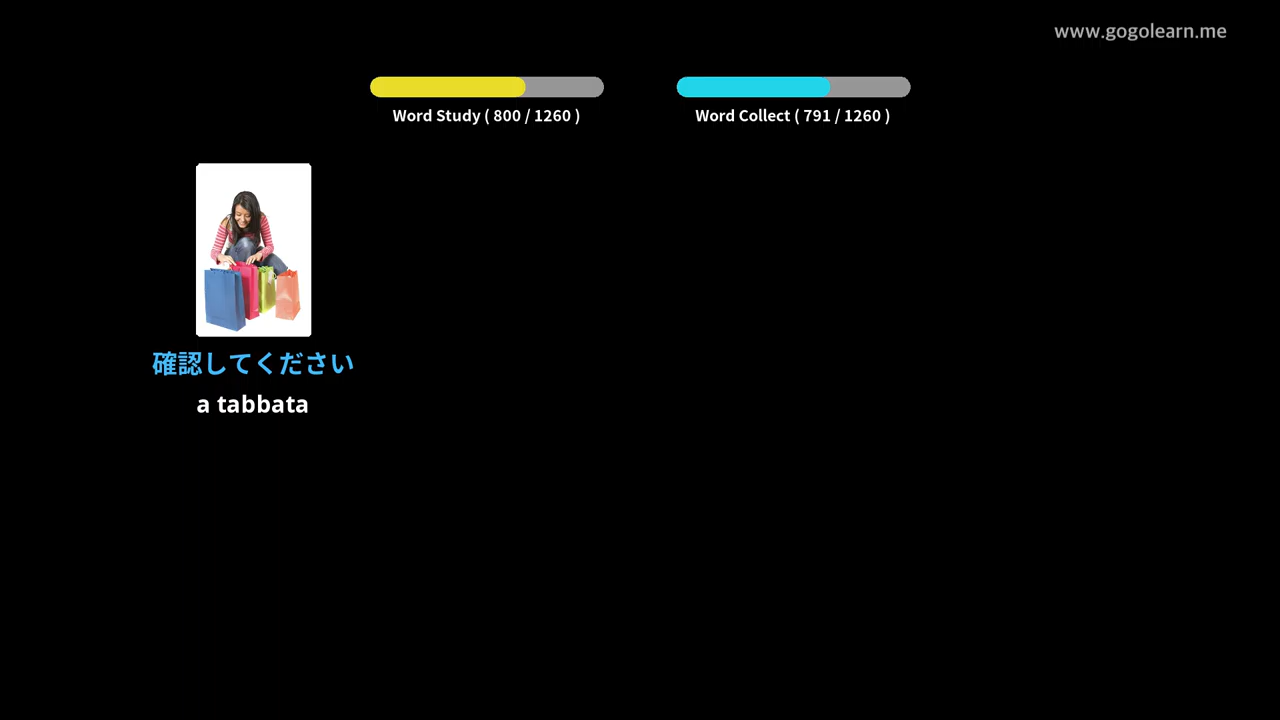 www.gogolearn.me
Word Study ( 800 / 1260 )
Word Collect ( 791 / 1260 )
確認してください
a tabbata